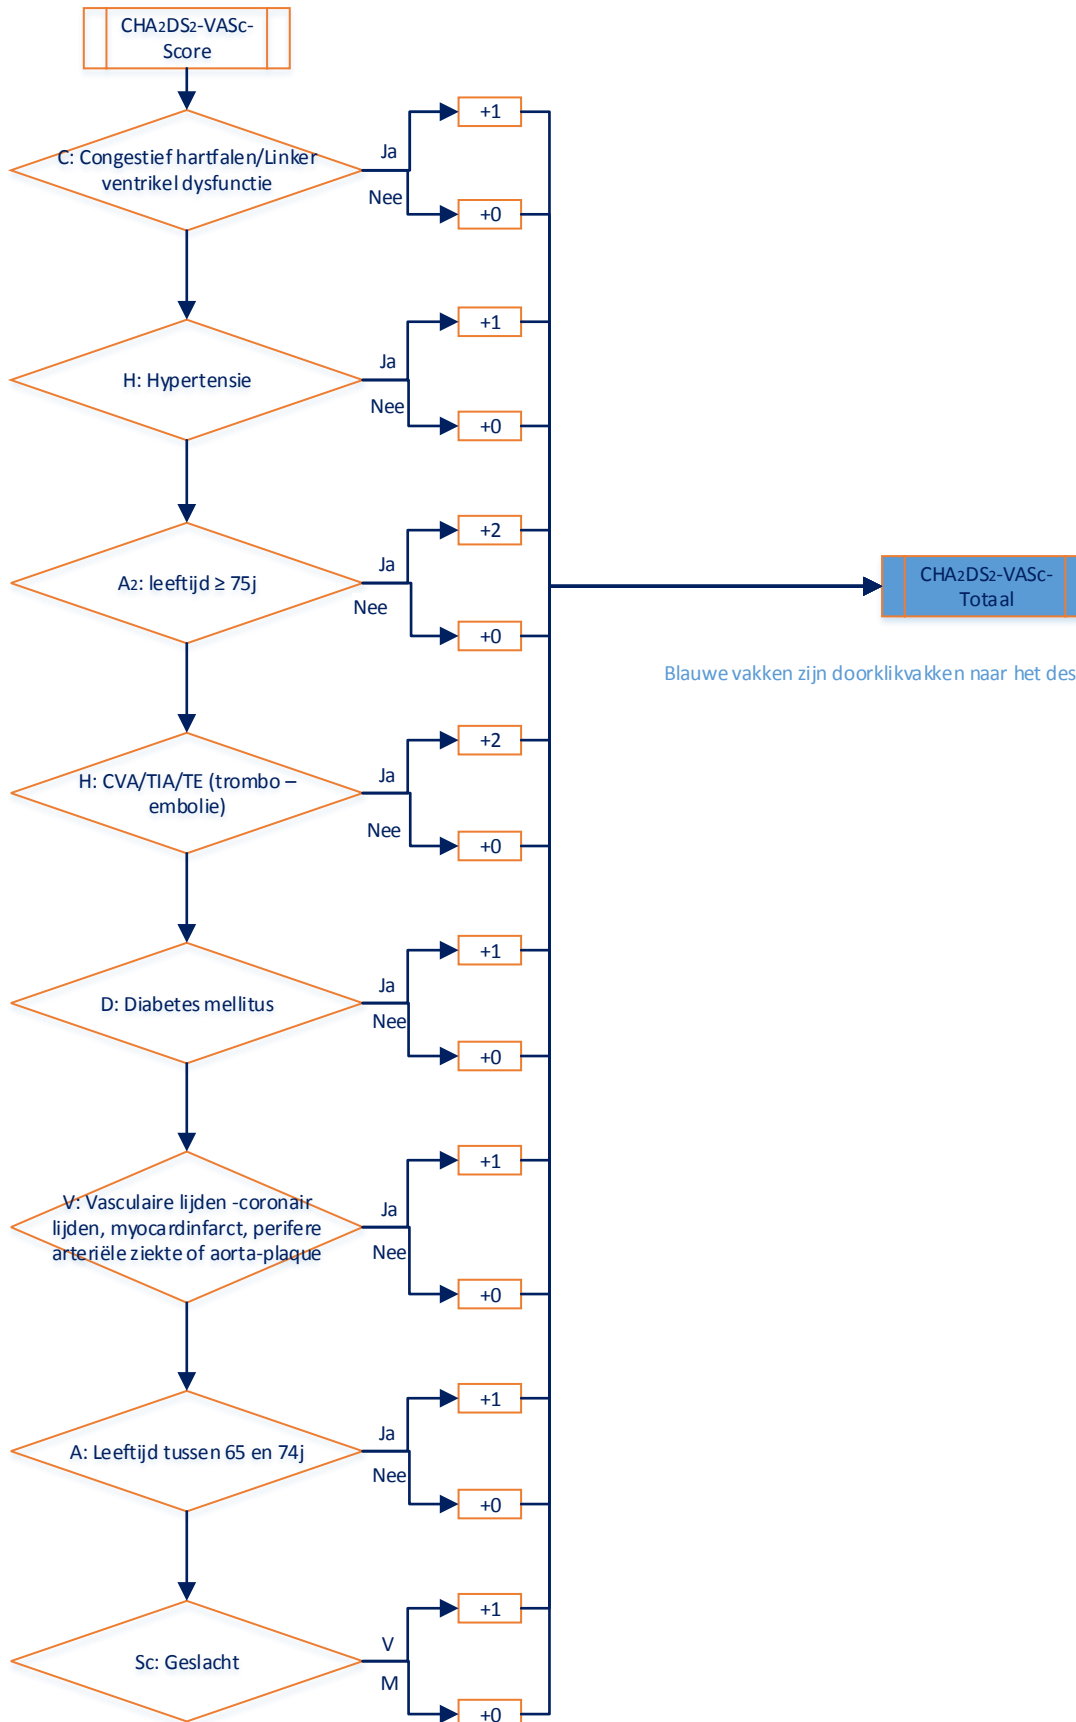 CHA₂DS₂-VASc-
Score
C: Congestief hartfalen/Linker
ventrikel dysfunctie
Ja
Nee
+1
+0
H: Hypertensie
Ja
Nee
+1
+0
A₂: leeftijd ≥ 75j
Ja
Nee
+2
+0
CHA₂DS₂-VASc-
Totaal
Blauwe vakken zijn doorklikvakken naar het des
H: CVA/TIA/TE (trombo –
embolie)
Ja
Nee
+2
+0
D: Diabetes mellitus
Ja
Nee
+1
+0
V: Vasculaire lijden -coronair
lijden, myocardinfarct, perifere
arteriële ziekte of aorta-plaque
Ja
Nee
+1
+0
A: Leeftijd tussen 65 en 74j
Ja
Nee
+1
+0
Sc: Geslacht
V
M
+1
+0